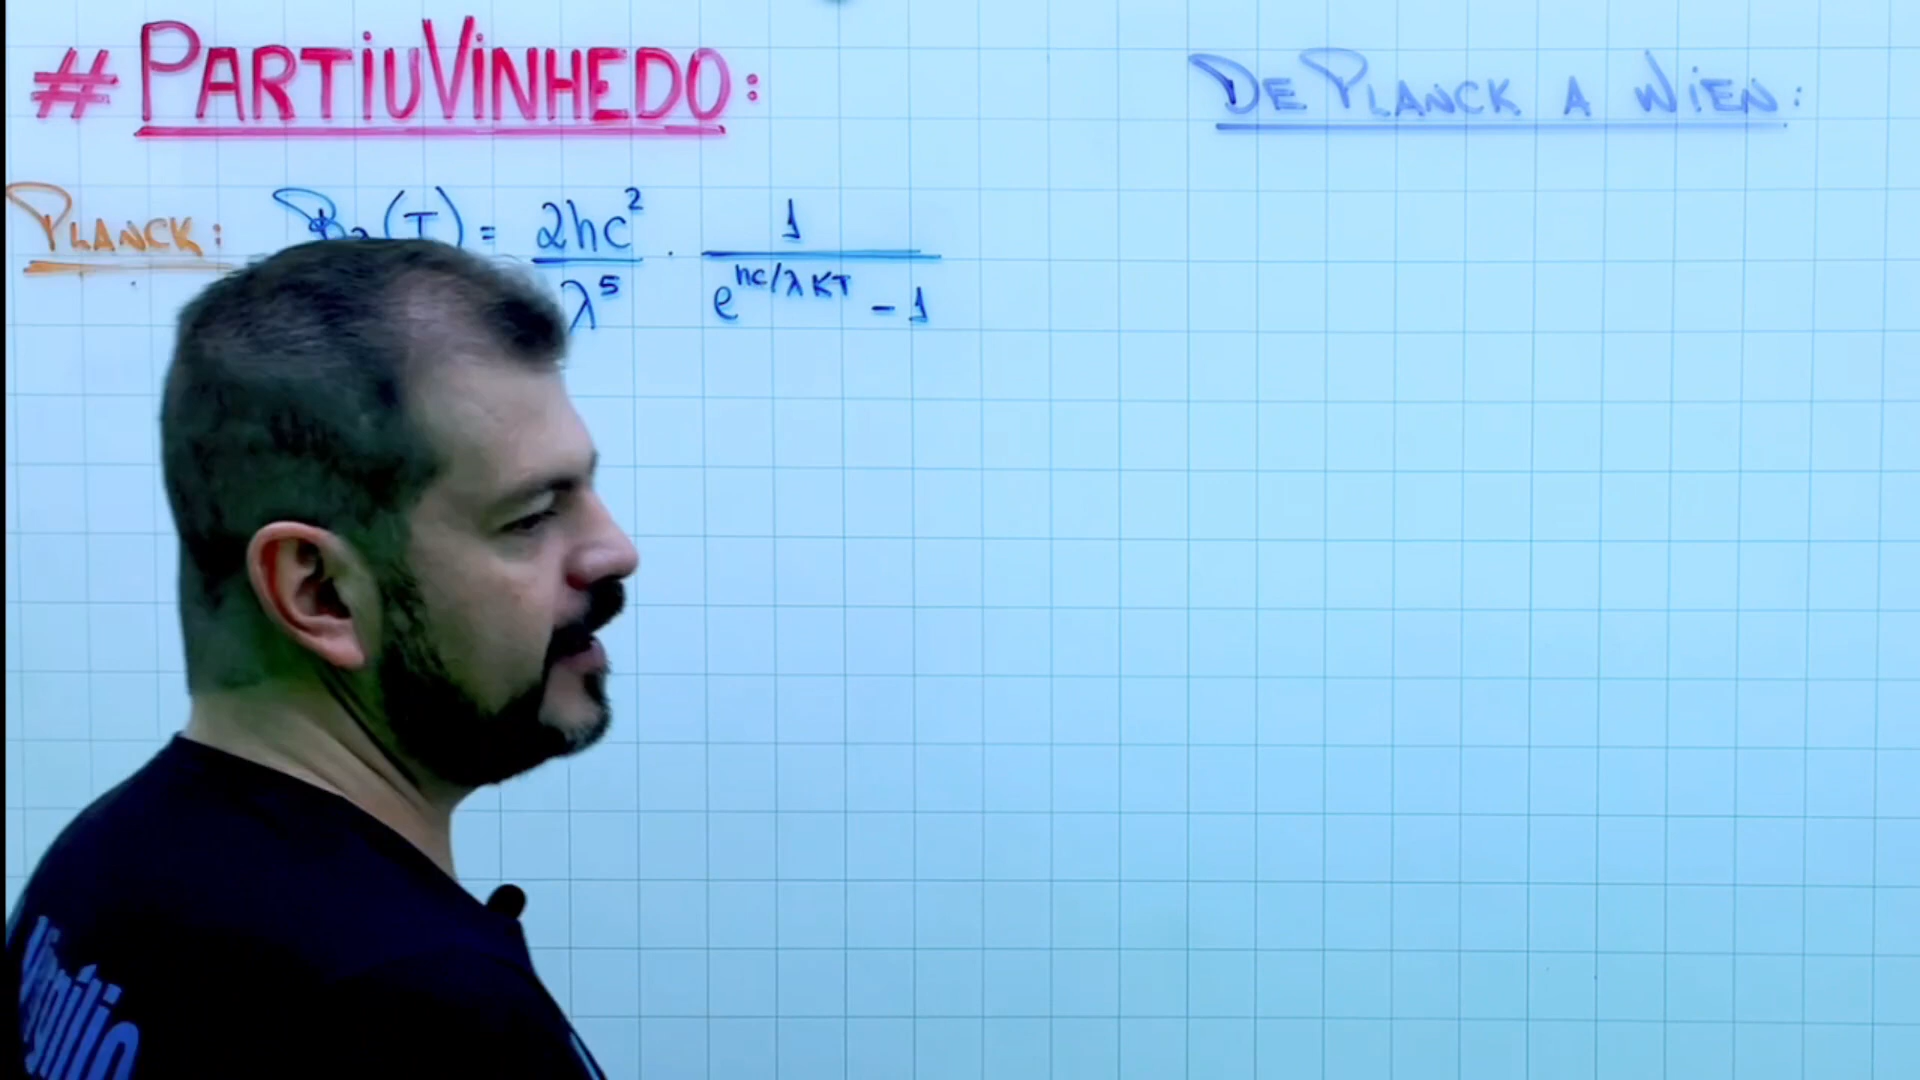 #PARTIUVINHEDO:
DE PLANCK A WIEN:
PLANCK: Bλ(T) = 2hc²/λ⁵ · 1/(e^(hc/λKT) - 1)